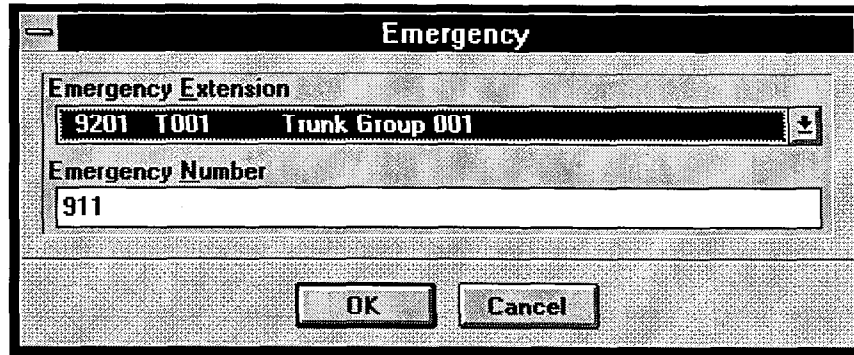 Emergency
Emergency Extension
9201 T001 Trunk Group 001
Emergency Number
911
OK Cancel